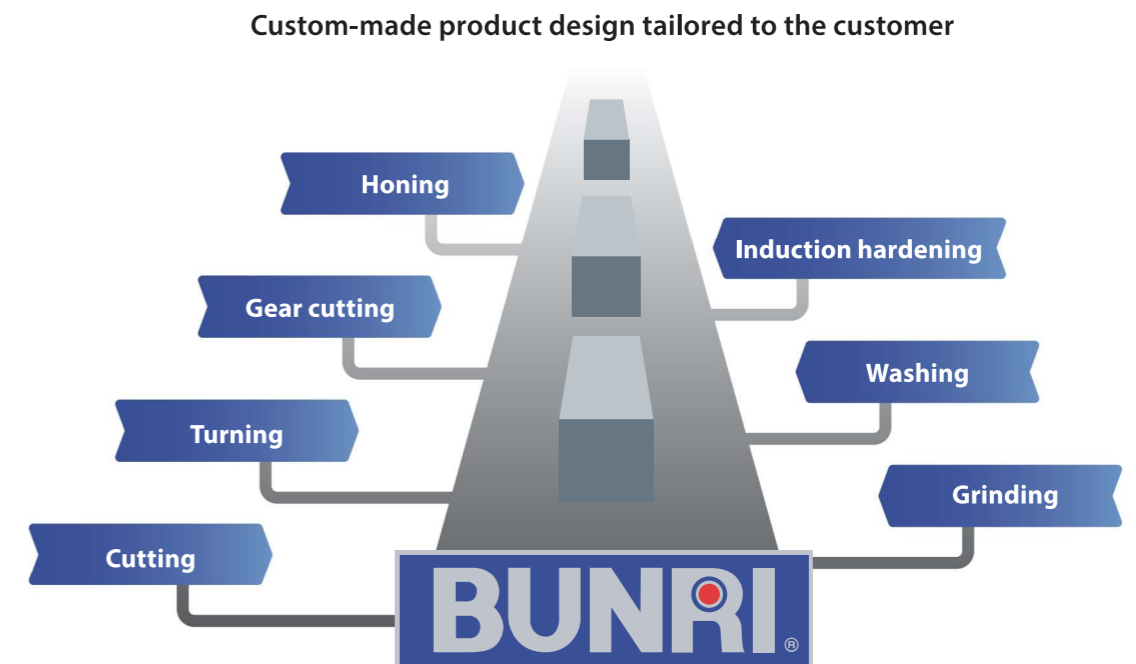 Custom-made product design tailored to the customer
Honing
Induction hardening
Gear cutting
Washing
Turning
Grinding
Cutting
BUNRI®